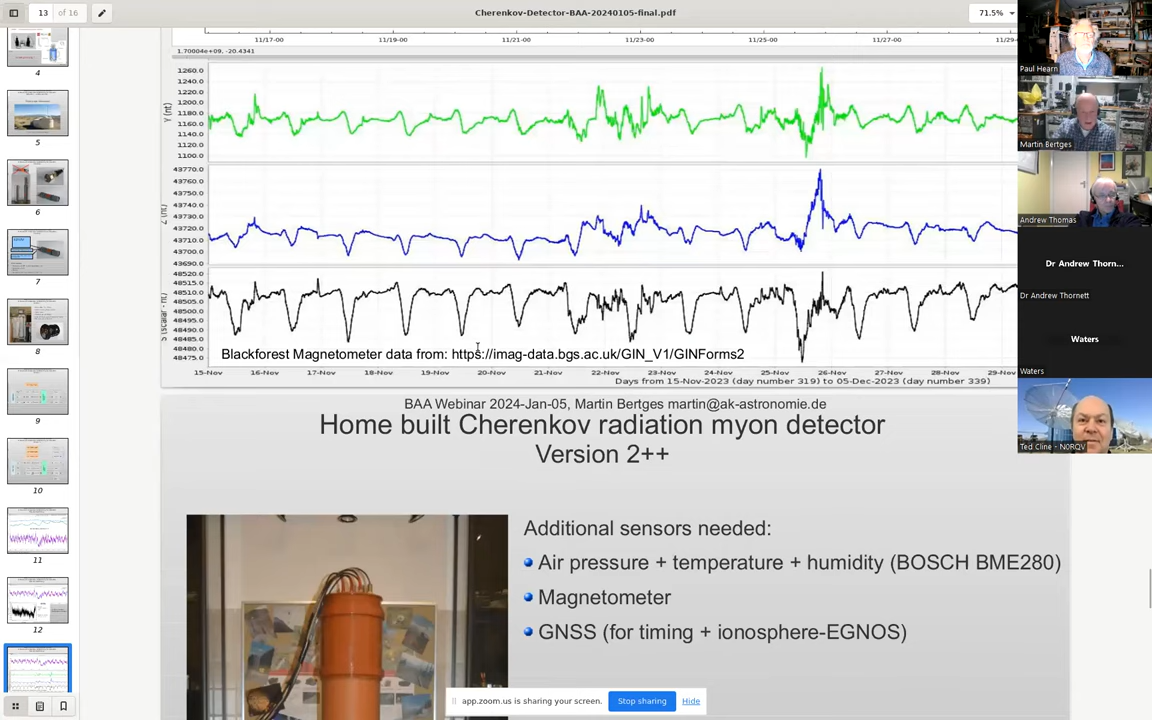 13 of 16
Cherenkov-Detector-BAA-20240105-final.pdf
71.5%
4
5
6
7
8
9
10
11
12
11/17-00 11/19-00 11/21-00 11/23-00 11/25-00 11/27-00 11/29-
1.70004e+09, -20.4341
Y (nt)
1260.0
1240.0
1200.0
1180.0
1160.0
1140.0
1120.0
1100.0
Z (nt)
43770.0
43760.0
43750.0
43740.0
43730.0
43710.0
43700.0
43690.0
S (scalar - nt)
48520.0
48515.0
48510.0
48505.0
48500.0
48495.0
48490.0
48485.0
48480.0
48475.0
Blackforest Magnetometer data from: https://imag-data.bgs.ac.uk/GIN_V1/GINForms2
15-Nov 16-Nov 17-Nov 18-Nov 19-Nov 20-Nov 21-Nov 22-Nov 23-Nov 24-Nov 25-Nov 26-Nov 27-Nov 28-Nov 29-Nov
Days from 15-Nov-2023 (day number 319) to 05-Dec-2023 (day number 339)
BAA Webinar 2024-Jan-05, Martin Bertges martin@ak-astronomie.de
Home built Cherenkov radiation myon detector
Version 2++
Additional sensors needed:
Air pressure + temperature + humidity (BOSCH BME280)
Magnetometer
GNSS (for timing + ionosphere-EGNOS)
app.zoom.us is sharing your screen.
Stop sharing
Hide
Paul Hearn
Martin Bertges
Andrew Thomas
Dr Andrew Thorn...
Dr Andrew Thornett
Waters
Waters
Ted Cline - N0RQV